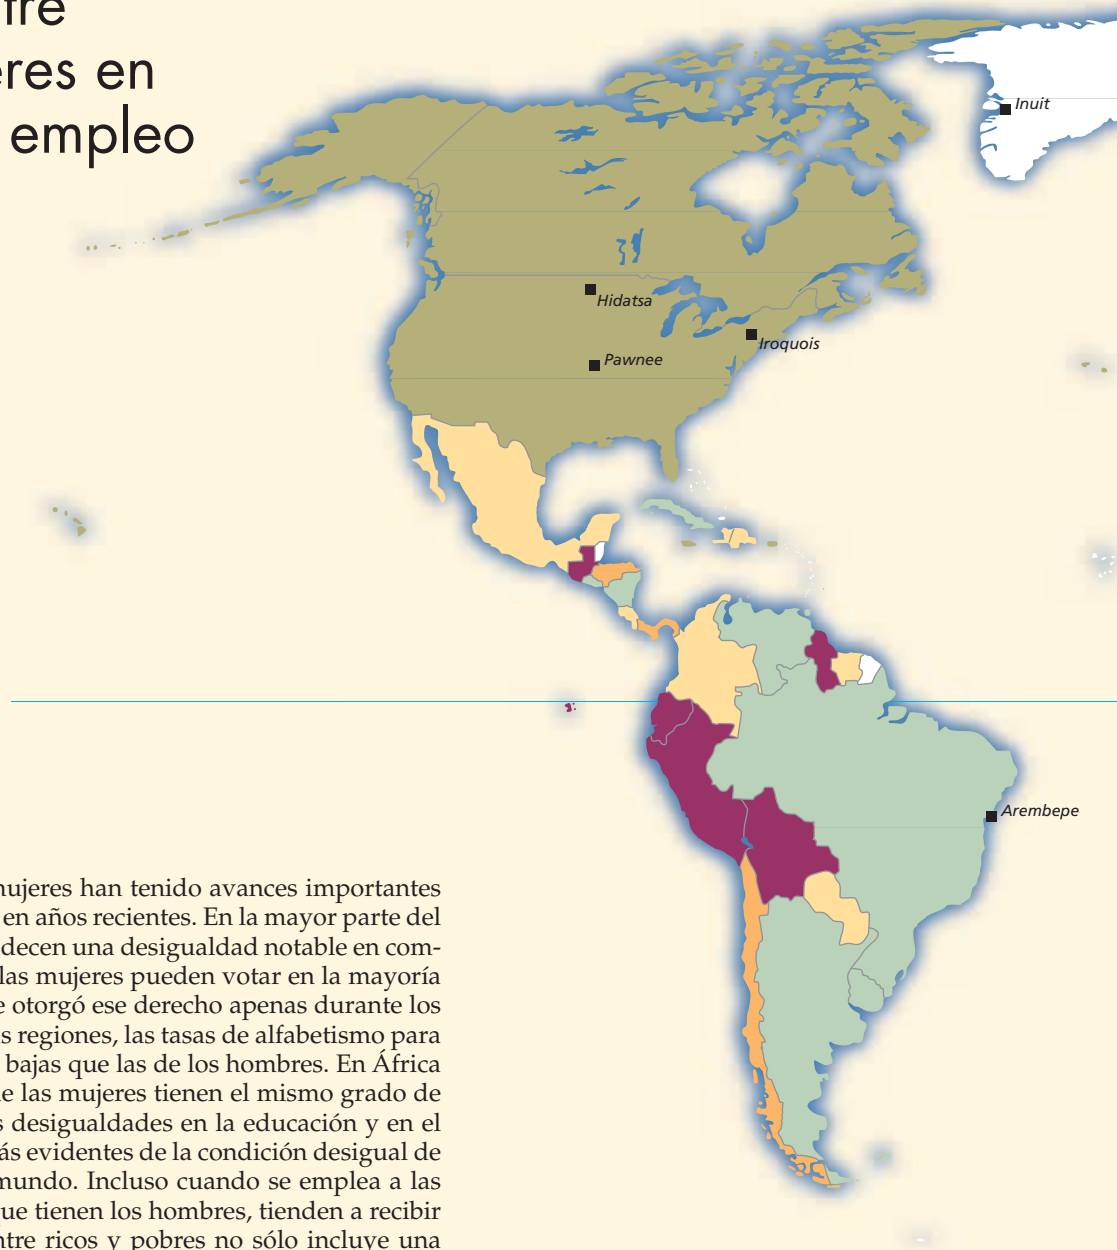 eres en
empleo
Inuit
Hidatsa
Iroquois
Pawnee
Arembepe
mujeres han tenido avances importantes
en años recientes. En la mayor parte del
decen una desigualdad notable en com-
las mujeres pueden votar en la mayoría
e otorgó ese derecho apenas durante los
s regiones, las tasas de alfabetismo para
bajas que las de los hombres. En África
e las mujeres tienen el mismo grado de
s desigualdades en la educación y en el
ás evidentes de la condición desigual de
mundo. Incluso cuando se emplea a las
que tienen los hombres, tienden a recibir
ntre ricos y pobres no sólo incluye una